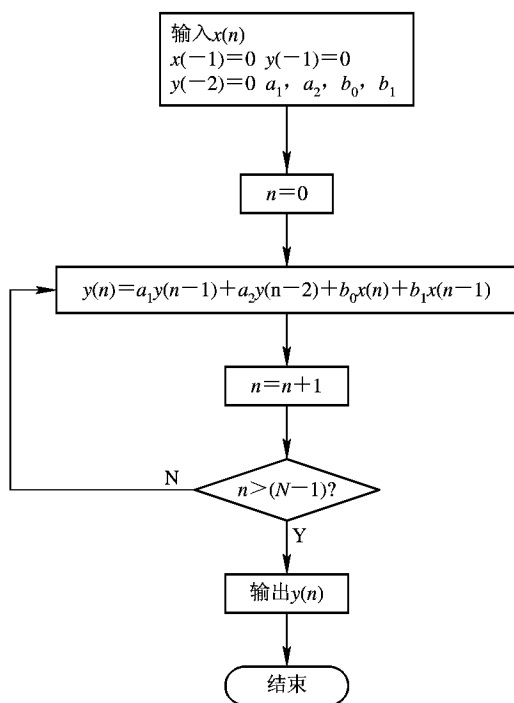 输入x(n)
x(−1)=0 y(−1)=0
y(−2)=0 a₁，a₂，b₀，b₁
n=0
y(n)=a₁y(n−1)+a₂y(n−2)+b₀x(n)+b₁x(n−1)
n=n+1
N
n>(N−1)?
Y
输出y(n)
结束